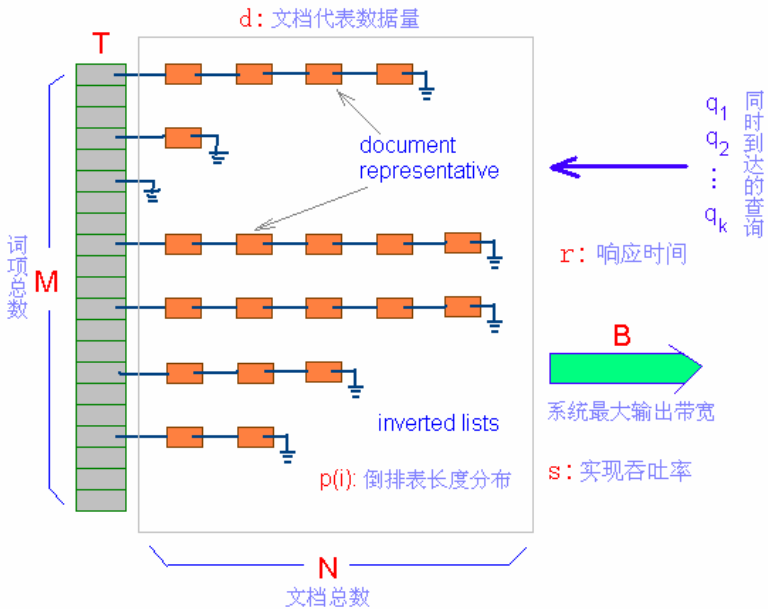 d: 文档代表数据量
T
q1
q2
⋮
qk
同时到达的查询
document
representative
r: 响应时间
词项总数
M
B
系统最大输出带宽
inverted lists
p(i): 倒排表长度分布
s: 实现吞吐率
N
文档总数